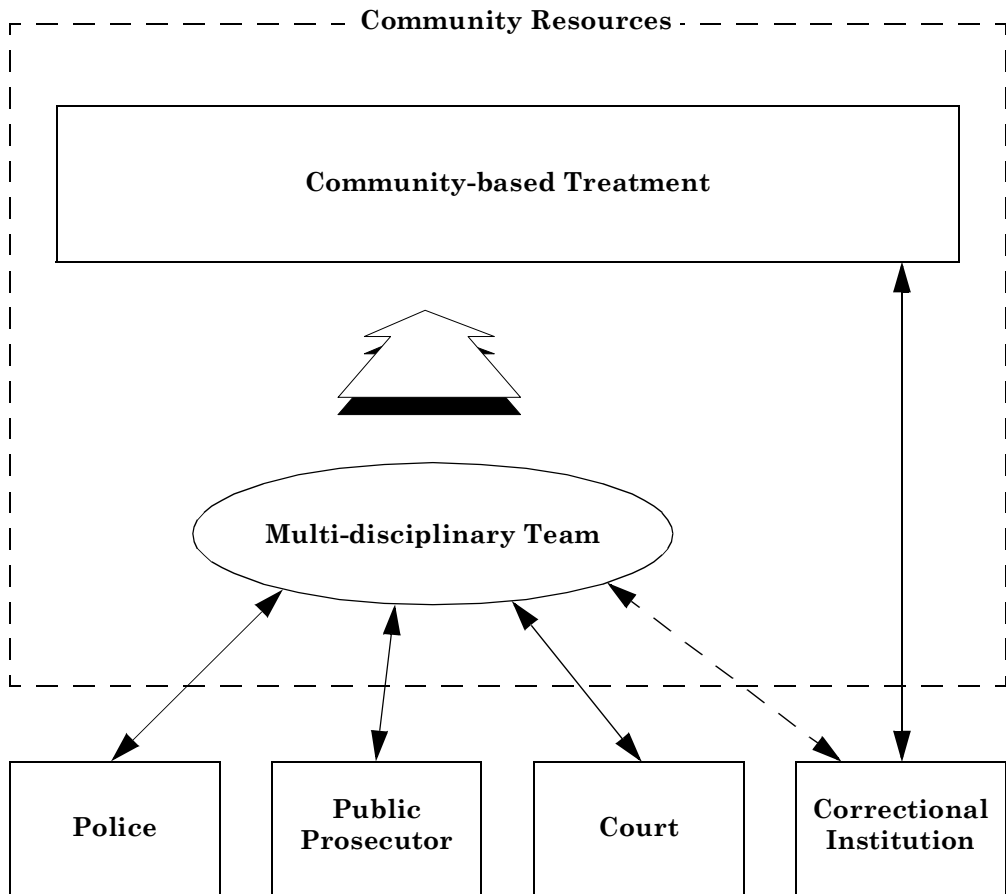 Community Resources
Community-based Treatment
Multi-disciplinary Team
Police
Public
Prosecutor
Court
Correctional
Institution